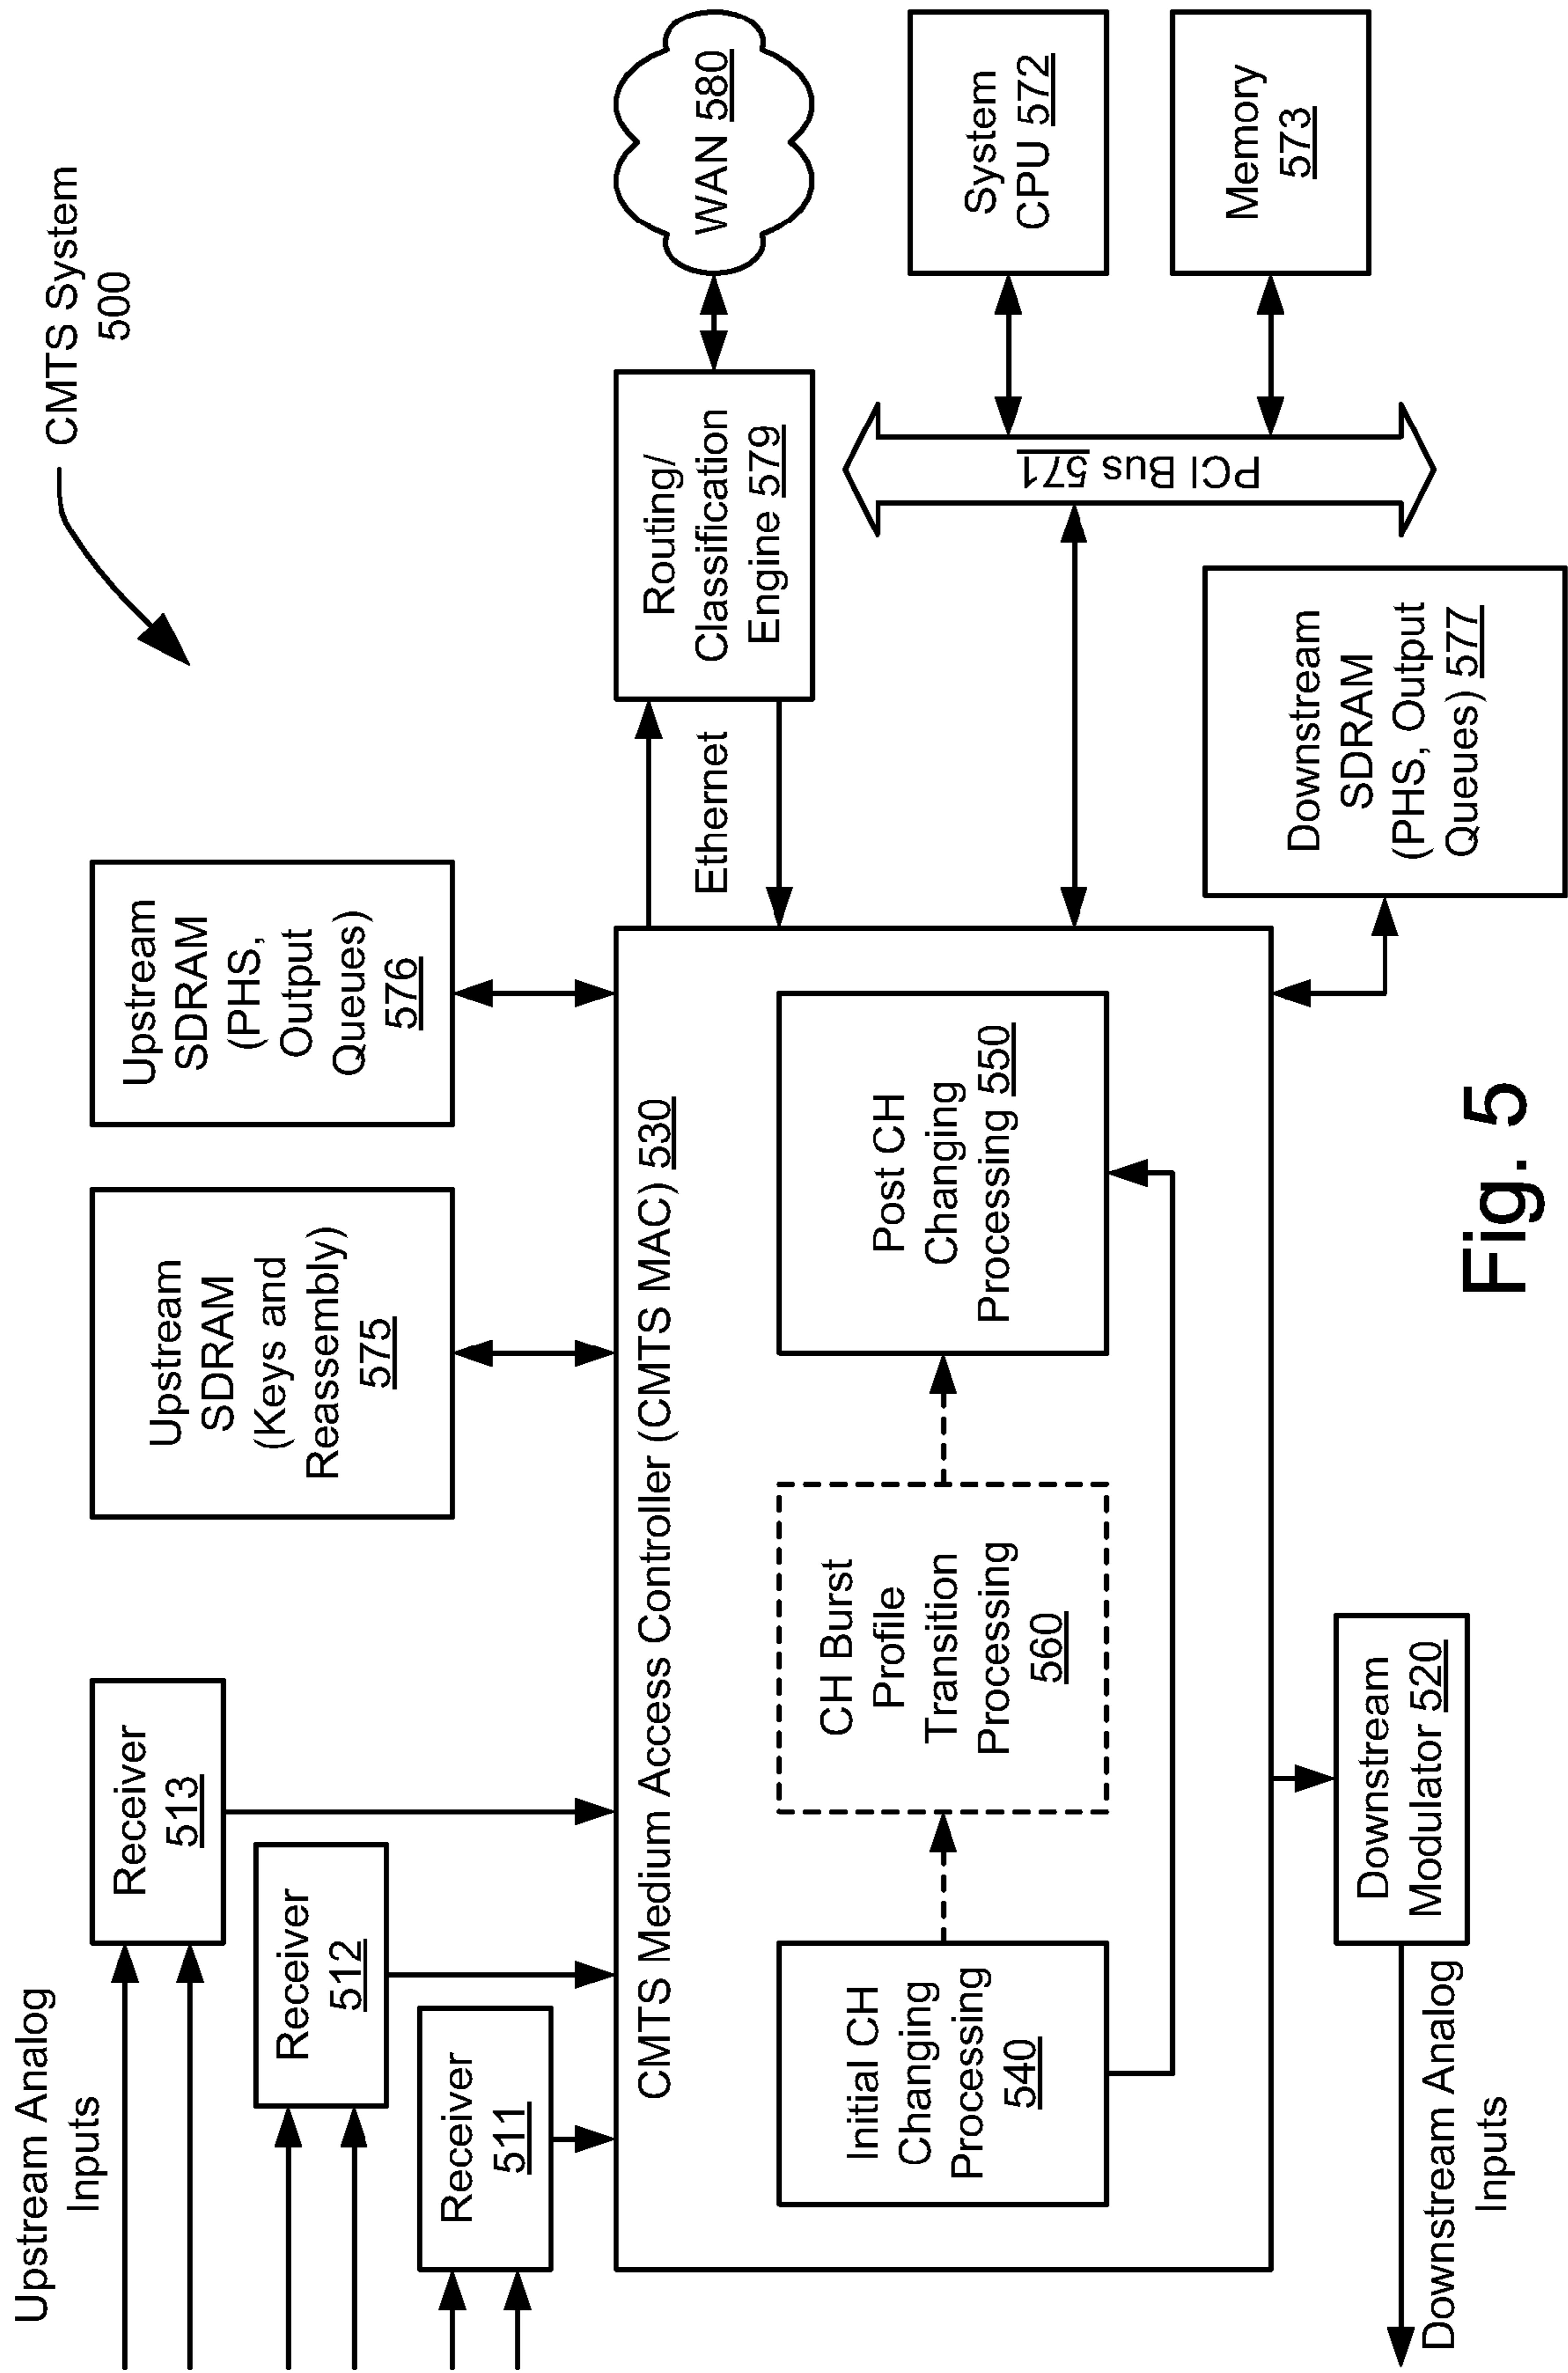 CMTS System
500
Upstream Analog
Inputs
Receiver
513
Receiver
512
Receiver
511
Upstream
SDRAM
(Keys and
Reassembly)
575
Upstream
SDRAM
(PHS,
Output
Queues)
576
CMTS Medium Access Controller (CMTS MAC) 530
Initial CH
Changing
Processing
540
CH Burst
Profile
Transition
Processing
560
Post CH
Changing
Processing 550
Ethernet
Routing/
Classification
Engine 579
WAN 580
PCI Bus 571
System
CPU 572
Memory
573
Downstream
SDRAM
(PHS, Output
Queues) 577
Downstream
Modulator 520
Downstream Analog
Inputs
Fig. 5